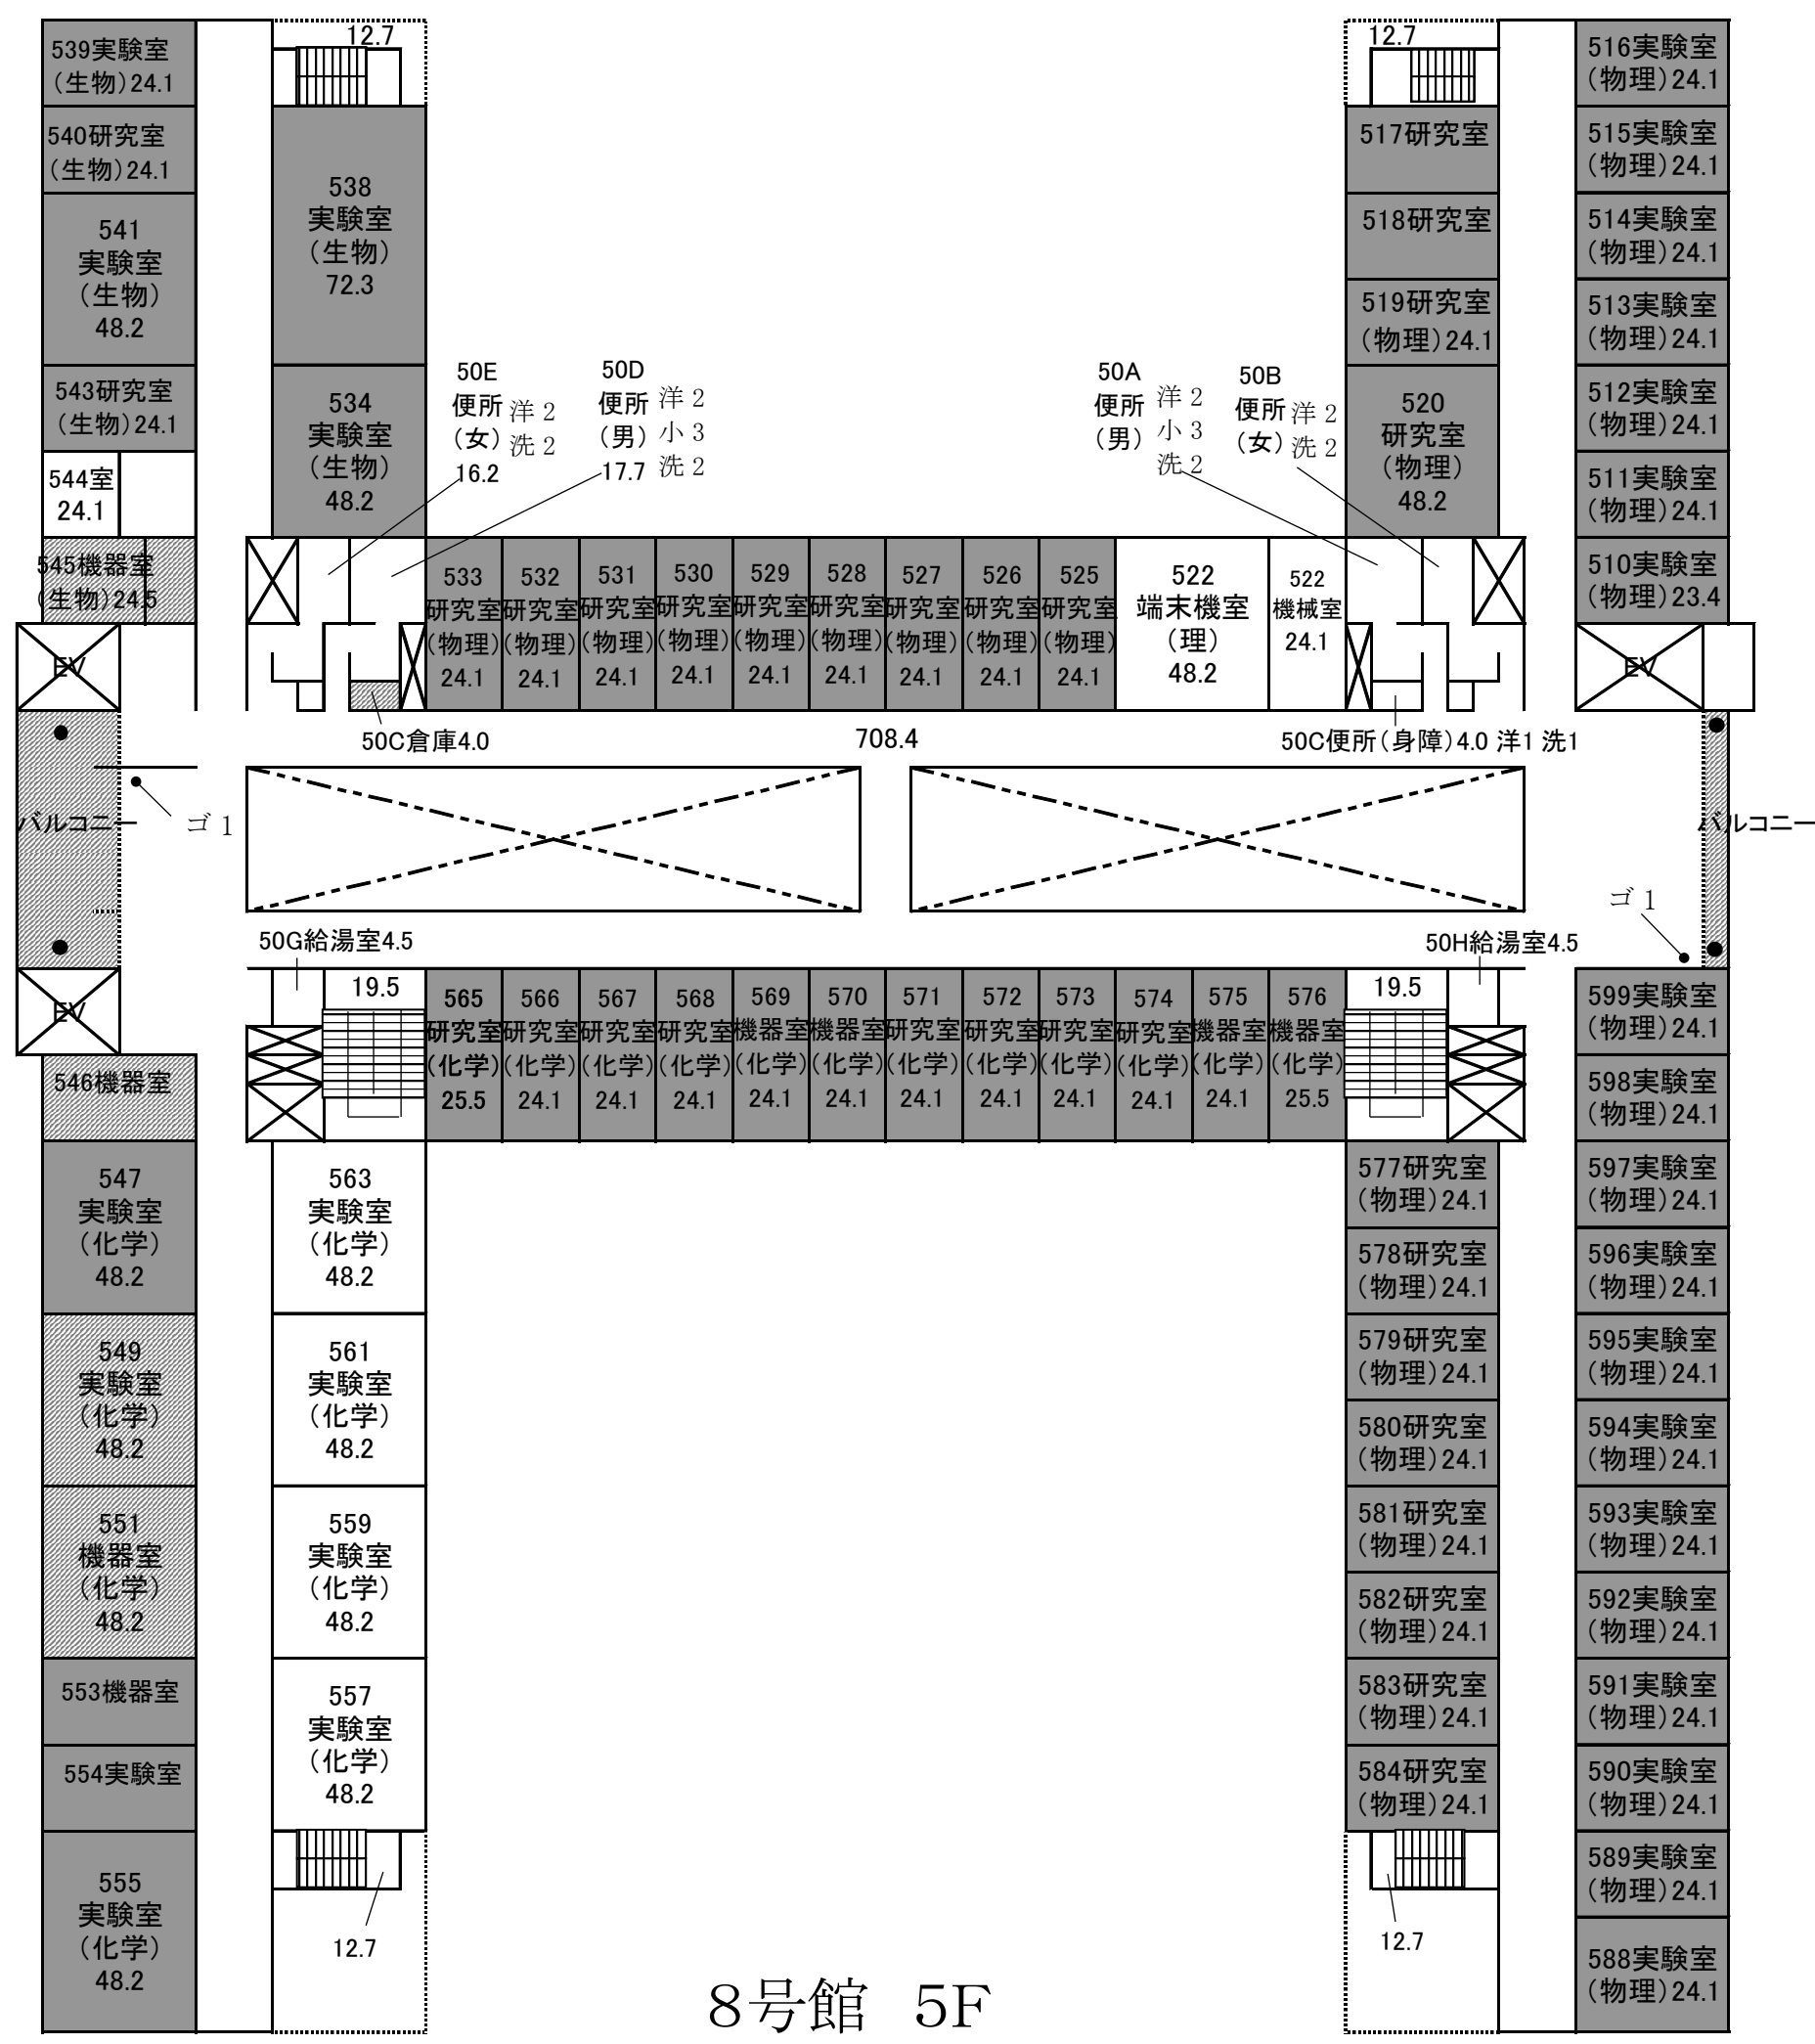 539実験室
(生物)24.1
540研究室
(生物)24.1
541
実験室
(生物)
48.2
543研究室
(生物)24.1
544室
24.1
545機器室
(生物)24.5
12.7
538
実験室
(生物)
72.3
534
実験室
(生物)
48.2
50E
便所 洋2
(女) 洗2
16.2
50D
便所 洋2
(男) 小3
17.7 洗2
50A
便所 洋2
(男) 小3
洗2
50B
便所 洋2
(女) 洗2
12.7
517研究室
518研究室
519研究室
(物理)24.1
520
研究室
(物理)
48.2
516実験室
(物理)24.1
515実験室
(物理)24.1
514実験室
(物理)24.1
513実験室
(物理)24.1
512実験室
(物理)24.1
511実験室
(物理)24.1
510実験室
(物理)23.4
533
研究室
(物理)
24.1
532
研究室
(物理)
24.1
531
研究室
(物理)
24.1
530
研究室
(物理)
24.1
529
研究室
(物理)
24.1
528
研究室
(物理)
24.1
527
研究室
(物理)
24.1
526
研究室
(物理)
24.1
525
研究室
(物理)
24.1
522
端末機室
(理)
48.2
522
機械室
24.1
EV
EV
50C倉庫4.0
708.4
50C便所(身障)4.0 洋1 洗1
バルコニー
ゴ1
バルコニー
ゴ1
50G給湯室4.5
50H給湯室4.5
EV
19.5
565
研究室
(化学)
25.5
566
研究室
(化学)
24.1
567
研究室
(化学)
24.1
568
研究室
(化学)
24.1
569
機器室
(化学)
24.1
570
機器室
(化学)
24.1
571
研究室
(化学)
24.1
572
研究室
(化学)
24.1
573
研究室
(化学)
24.1
574
研究室
(化学)
24.1
575
機器室
(化学)
24.1
576
機器室
(化学)
25.5
19.5
546機器室
547
実験室
(化学)
48.2
549
実験室
(化学)
48.2
551
機器室
(化学)
48.2
553機器室
554実験室
555
実験室
(化学)
48.2
563
実験室
(化学)
48.2
561
実験室
(化学)
48.2
559
実験室
(化学)
48.2
557
実験室
(化学)
48.2
12.7
577研究室
(物理)24.1
578研究室
(物理)24.1
579研究室
(物理)24.1
580研究室
(物理)24.1
581研究室
(物理)24.1
582研究室
(物理)24.1
583研究室
(物理)24.1
584研究室
(物理)24.1
12.7
599実験室
(物理)24.1
598実験室
(物理)24.1
597実験室
(物理)24.1
596実験室
(物理)24.1
595実験室
(物理)24.1
594実験室
(物理)24.1
593実験室
(物理)24.1
592実験室
(物理)24.1
591実験室
(物理)24.1
590実験室
(物理)24.1
589実験室
(物理)24.1
588実験室
(物理)24.1
8号館 5F